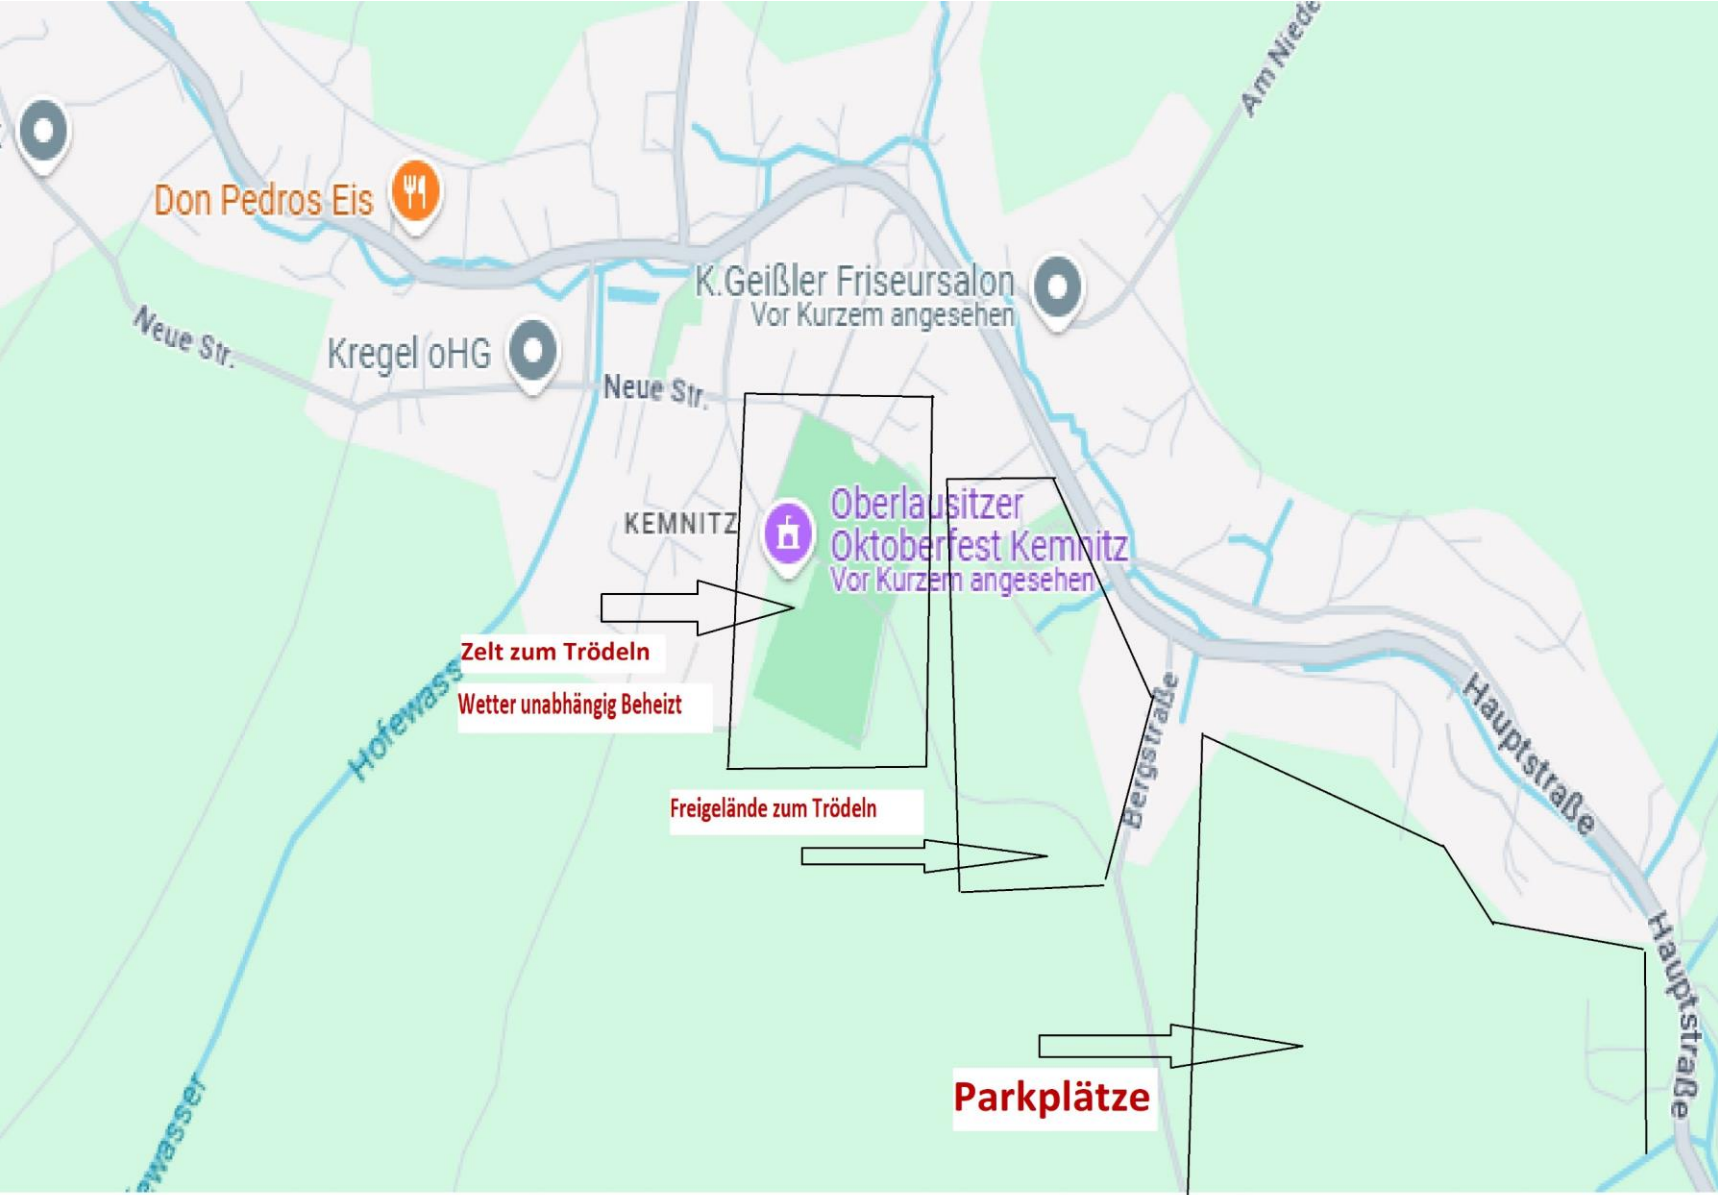 Am Niede
Don Pedros Eis
K.Geißler Friseursalon
Vor Kurzem angesehen
Neue Str.
Kregel oHG
Neue Str.
Oberlausitzer
Oktoberfest Kemnitz
Vor Kurzem angesehen
KEMNITZ
Zelt zum Trödeln
Wetter unabhängig Beheizt
Hofewass
Bergstraße
Hauptstraße
Freigelände zum Trödeln
Hauptstraße
Parkplätze
ewasser